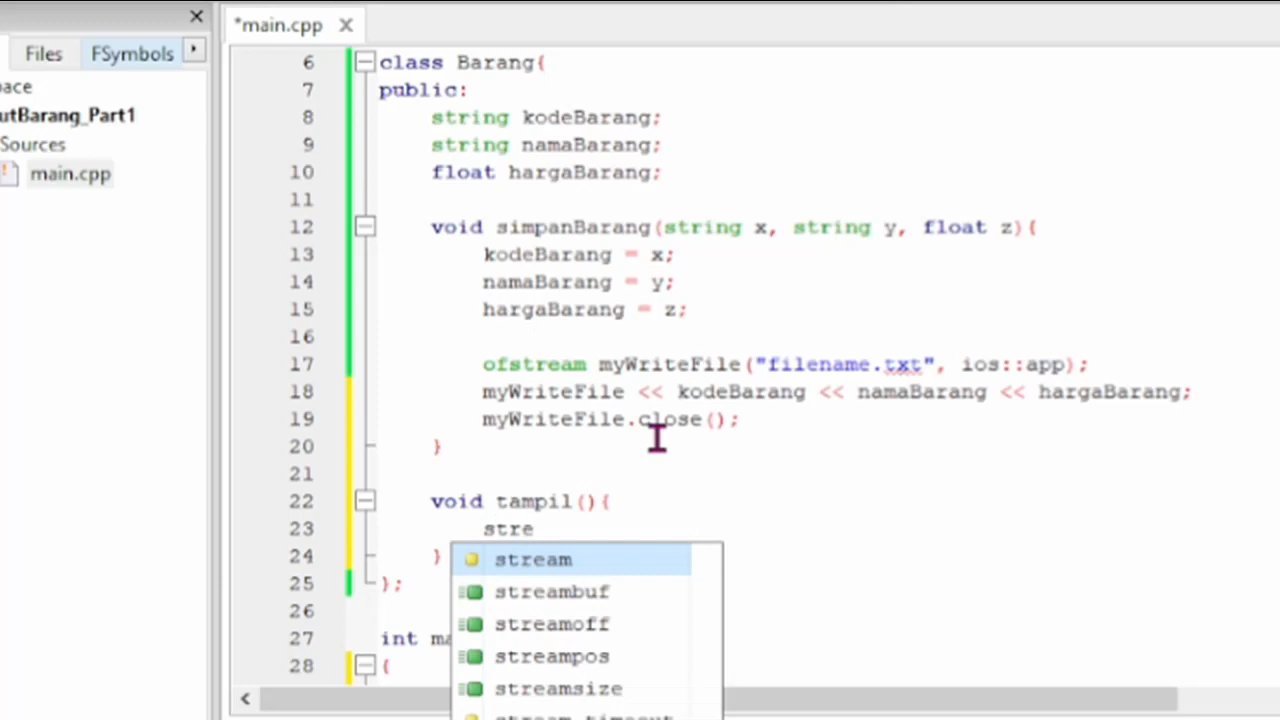 *main.cpp
Files
FSymbols
pace
utBarang_Part1
Sources
main.cpp
6 class Barang{
7 public:
8 string kodeBarang;
9 string namaBarang;
10 float hargaBarang;
11
12 void simpanBarang(string x, string y, float z){
13 kodeBarang = x;
14 namaBarang = y;
15 hargaBarang = z;
16
17 ofstream myWriteFile("filename.txt", ios::app);
18 myWriteFile << kodeBarang << namaBarang << hargaBarang;
19 myWriteFile.close();
20 }
21
22 void tampil(){
23 stre
24 }
25 };
26
27 int ma
28 {
stream
streambuf
streamoff
streampos
streamsize
stream_timeout